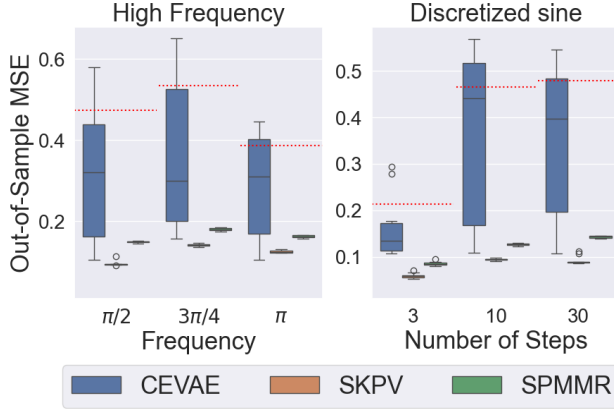 High Frequency
Discretized sine
Out-of-Sample MSE
0.6
0.4
0.2
0.5
0.4
0.3
0.2
0.1
π/2 3π/4 π
3 10 30
Frequency
Number of Steps
CEVAE SKPV SPMMR